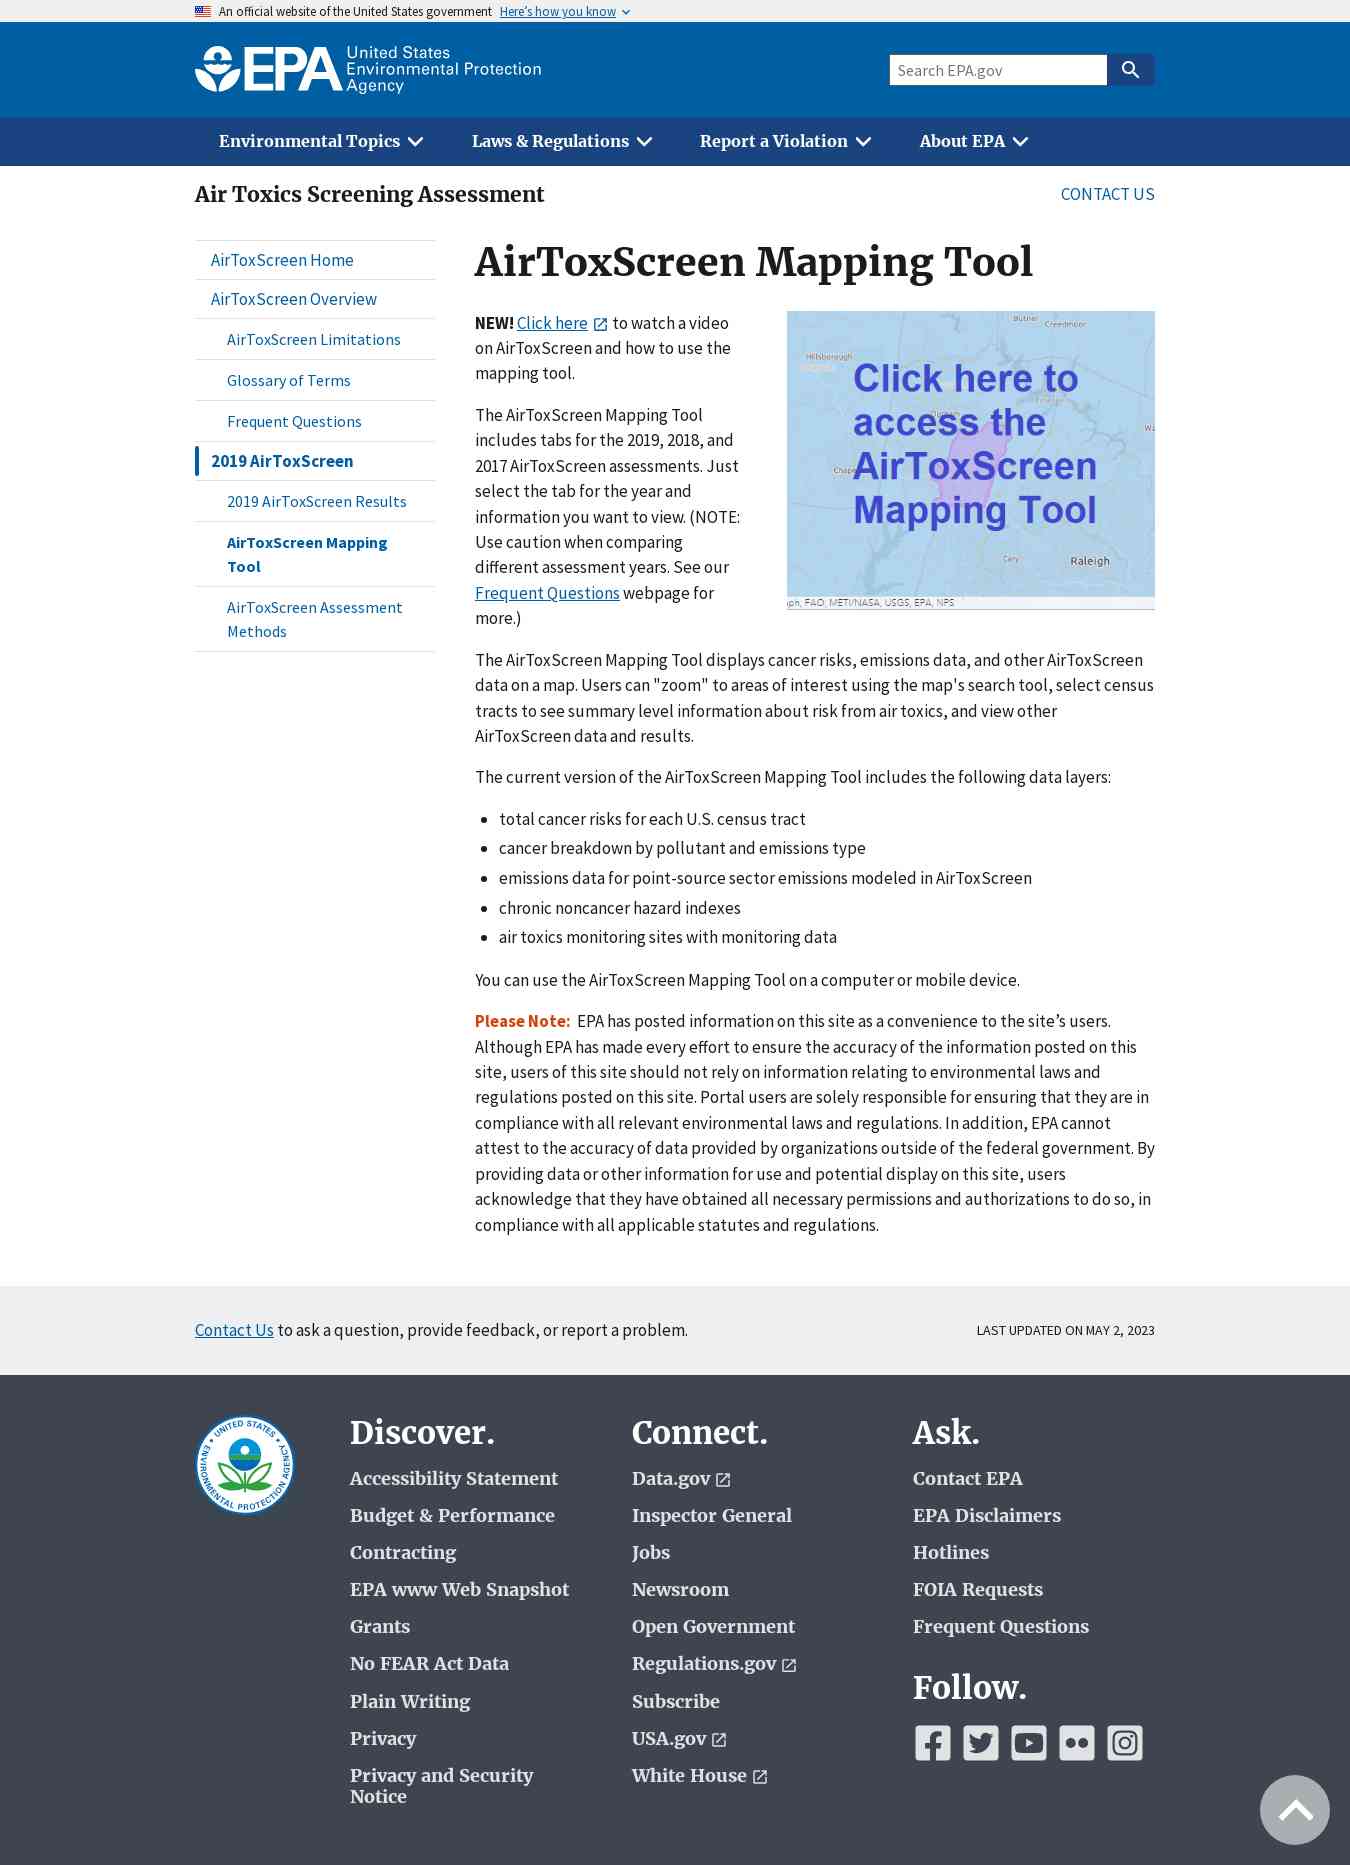 An official website of the United States government Here’s how you know
EPA United States
Environmental Protection
Agency
Search EPA.gov
Environmental Topics Laws & Regulations Report a Violation About EPA
Air Toxics Screening Assessment
CONTACT US
AirToxScreen Home
AirToxScreen Overview
AirToxScreen Limitations
Glossary of Terms
Frequent Questions
2019 AirToxScreen
2019 AirToxScreen Results
AirToxScreen Mapping
Tool
AirToxScreen Assessment
Methods
AirToxScreen Mapping Tool
NEW! Click here to watch a video
on AirToxScreen and how to use the
mapping tool.
The AirToxScreen Mapping Tool
includes tabs for the 2019, 2018, and
2017 AirToxScreen assessments. Just
select the tab for the year and
information you want to view. (NOTE:
Use caution when comparing
different assessment years. See our
Frequent Questions webpage for
more.)
Butner
Creedmoor
Hillsborough
Click here to
access the
AirToxScreen
Mapping Tool
Durham
Cary
Raleigh
aph, FAO, METI/NASA, USGS, EPA, NPS
The AirToxScreen Mapping Tool displays cancer risks, emissions data, and other AirToxScreen
data on a map. Users can "zoom" to areas of interest using the map's search tool, select census
tracts to see summary level information about risk from air toxics, and view other
AirToxScreen data and results.
The current version of the AirToxScreen Mapping Tool includes the following data layers:
total cancer risks for each U.S. census tract
cancer breakdown by pollutant and emissions type
emissions data for point-source sector emissions modeled in AirToxScreen
chronic noncancer hazard indexes
air toxics monitoring sites with monitoring data
You can use the AirToxScreen Mapping Tool on a computer or mobile device.
Please Note: EPA has posted information on this site as a convenience to the site’s users.
Although EPA has made every effort to ensure the accuracy of the information posted on this
site, users of this site should not rely on information relating to environmental laws and
regulations posted on this site. Portal users are solely responsible for ensuring that they are in
compliance with all relevant environmental laws and regulations. In addition, EPA cannot
attest to the accuracy of data provided by organizations outside of the federal government. By
providing data or other information for use and potential display on this site, users
acknowledge that they have obtained all necessary permissions and authorizations to do so, in
compliance with all applicable statutes and regulations.
Contact Us to ask a question, provide feedback, or report a problem.
LAST UPDATED ON MAY 2, 2023
UNITED STATES
ENVIRONMENTAL PROTECTION AGENCY
Discover.
Accessibility Statement
Budget & Performance
Contracting
EPA www Web Snapshot
Grants
No FEAR Act Data
Plain Writing
Privacy
Privacy and Security
Notice
Connect.
Data.gov
Inspector General
Jobs
Newsroom
Open Government
Regulations.gov
Subscribe
USA.gov
White House
Ask.
Contact EPA
EPA Disclaimers
Hotlines
FOIA Requests
Frequent Questions
Follow.